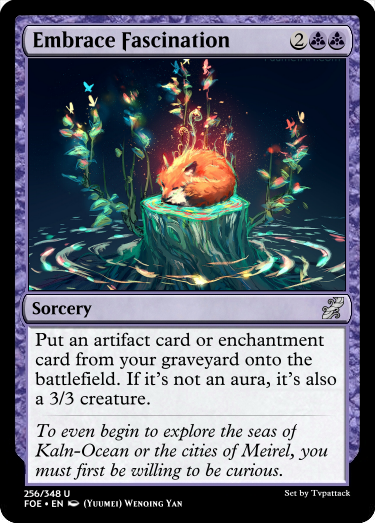 Embrace Fascination 2
Sorcery
Put an artifact card or enchantment
card from your graveyard onto the
battlefield. If it's not an aura, it's also
a 3/3 creature.
To even begin to explore the seas of
Kaln-Ocean or the cities of Meirel, you
must first be willing to be curious.
256/348 U
Set by Tvpattack
FOE • EN (Yuumei) Wenqing Yan